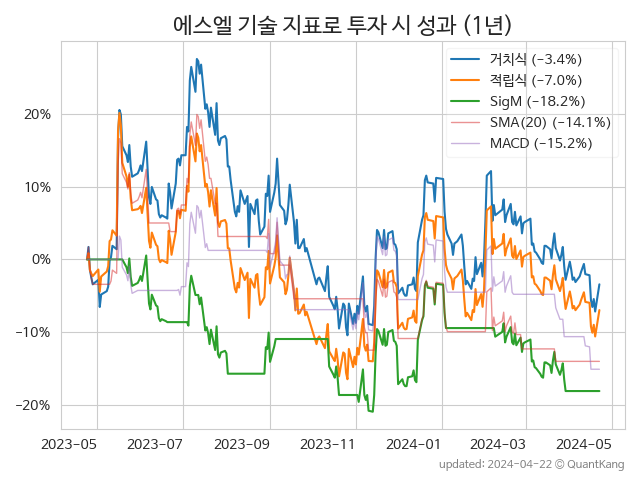 에스엘 기술 지표로 투자 시 성과 (1년)
거치식 (−3.4%)
적립식 (−7.0%)
SigM (−18.2%)
SMA(20) (−14.1%)
MACD (−15.2%)
20%
10%
0%
−10%
−20%
2023−05 2023−07 2023−09 2023−11 2024−01 2024−03 2024−05
updated: 2024−04−22 © QuantKang